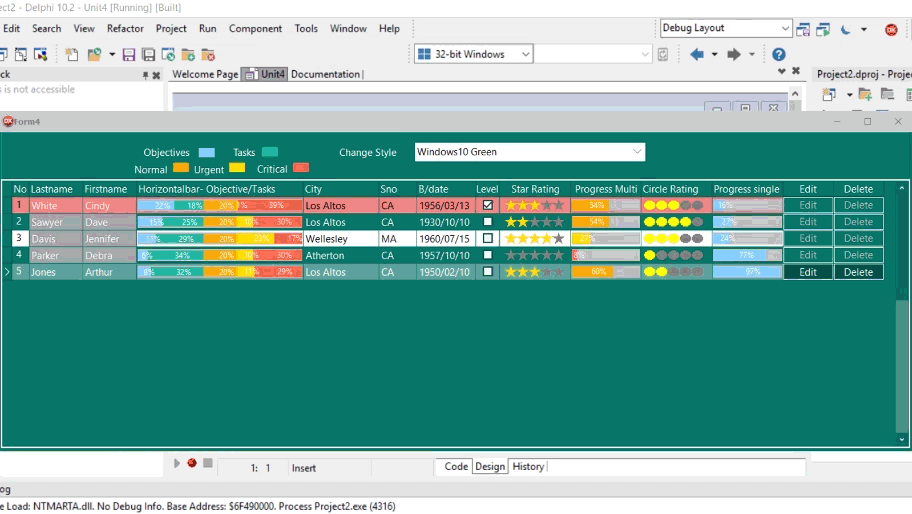 ect2 - Delphi 10.2 - Unit4 [Running] [Built]
Edit Search View Refactor Project Run Component Tools Window Help
Debug Layout
32-bit Windows
ck
Welcome Page Unit4 Documentation
Project2.dproj - Projec
s is not accessible
Form4
Objectives Tasks
Change Style Windows10 Green
Normal Urgent Critical
No Lastname Firstname Horizontalbar- Objective/Tasks City Sno B/date Level Star Rating Progress Multi Circle Rating Progress single Edit Delete
1 White Cindy 22% 18% 20% 1% 39% Los Altos CA 1956/03/13 54% 16% Edit Delete
2 Sawyer Dave 15% 25% 20% 10% 30% Los Altos CA 1930/10/10 54% 27% Edit Delete
3 Davis Jennifer 29% 20% 23% 17% Wellesley MA 1960/07/15 27% 24% Edit Delete
4 Parker Debra 6% 34% 20% 10% 30% Atherton CA 1957/10/10 8% 77% Edit Delete
5 Jones Arthur 8% 32% 20% 11% 29% Los Altos CA 1950/02/10 60% 97% Edit Delete
1: 1 Insert
Code Design History
og
e Load: NTMARTA.dll. No Debug Info. Base Address: $6F490000. Process Project2.exe (4316)